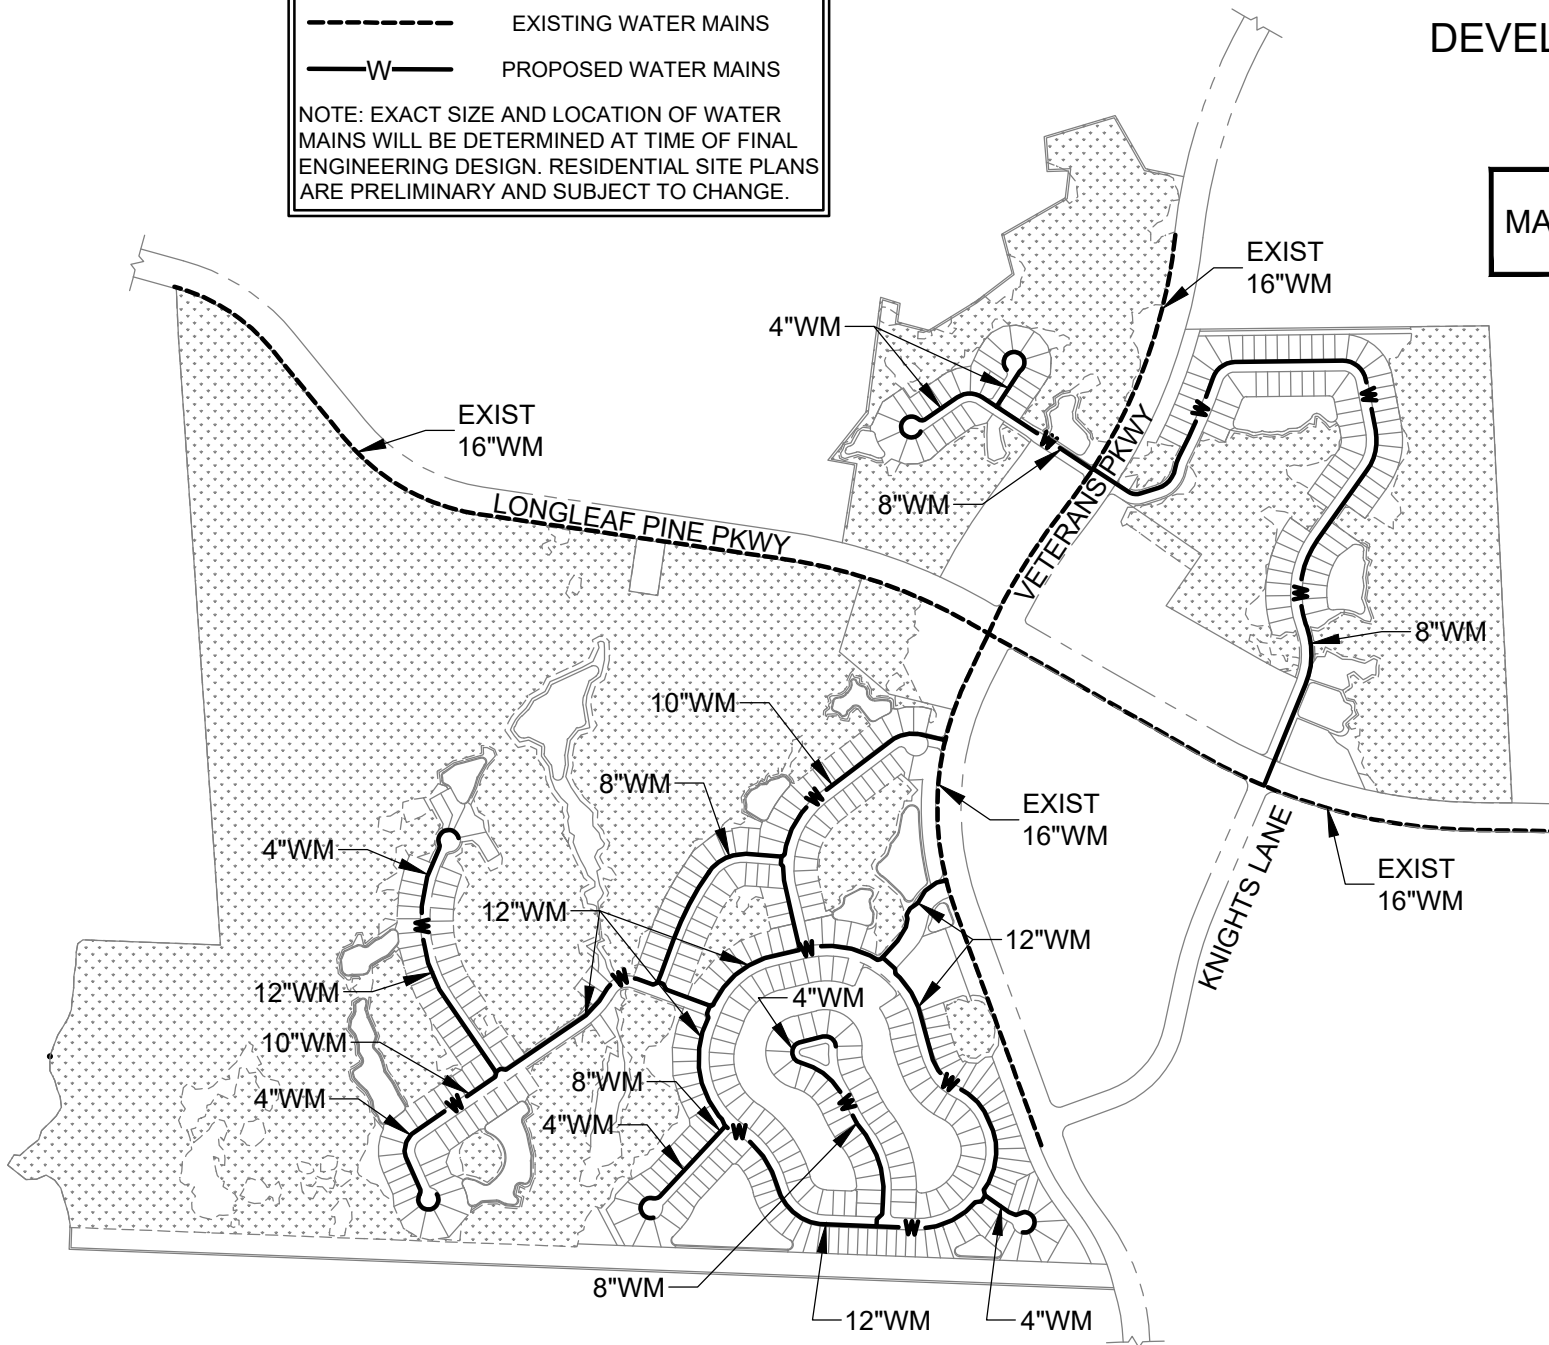 EXISTING WATER MAINS
W
PROPOSED WATER MAINS
NOTE: EXACT SIZE AND LOCATION OF WATER
MAINS WILL BE DETERMINED AT TIME OF FINAL
ENGINEERING DESIGN. RESIDENTIAL SITE PLANS
ARE PRELIMINARY AND SUBJECT TO CHANGE.
DEVEL
MA
EXIST
16"WM
4"WM
W
W
EXIST
16"WM
W
8"WM
VETERANS PKWY
LONGLEAF PINE PKWY
W
8"WM
10"WM
8"WM
W
EXIST
16"WM
4"WM
KNIGHTS LANE
EXIST
16"WM
12"WM
W
12"WM
W
W
12"WM
4"WM
10"WM
8"WM
W
4"WM
W
W
4"WM
W
W
8"WM
12"WM
4"WM